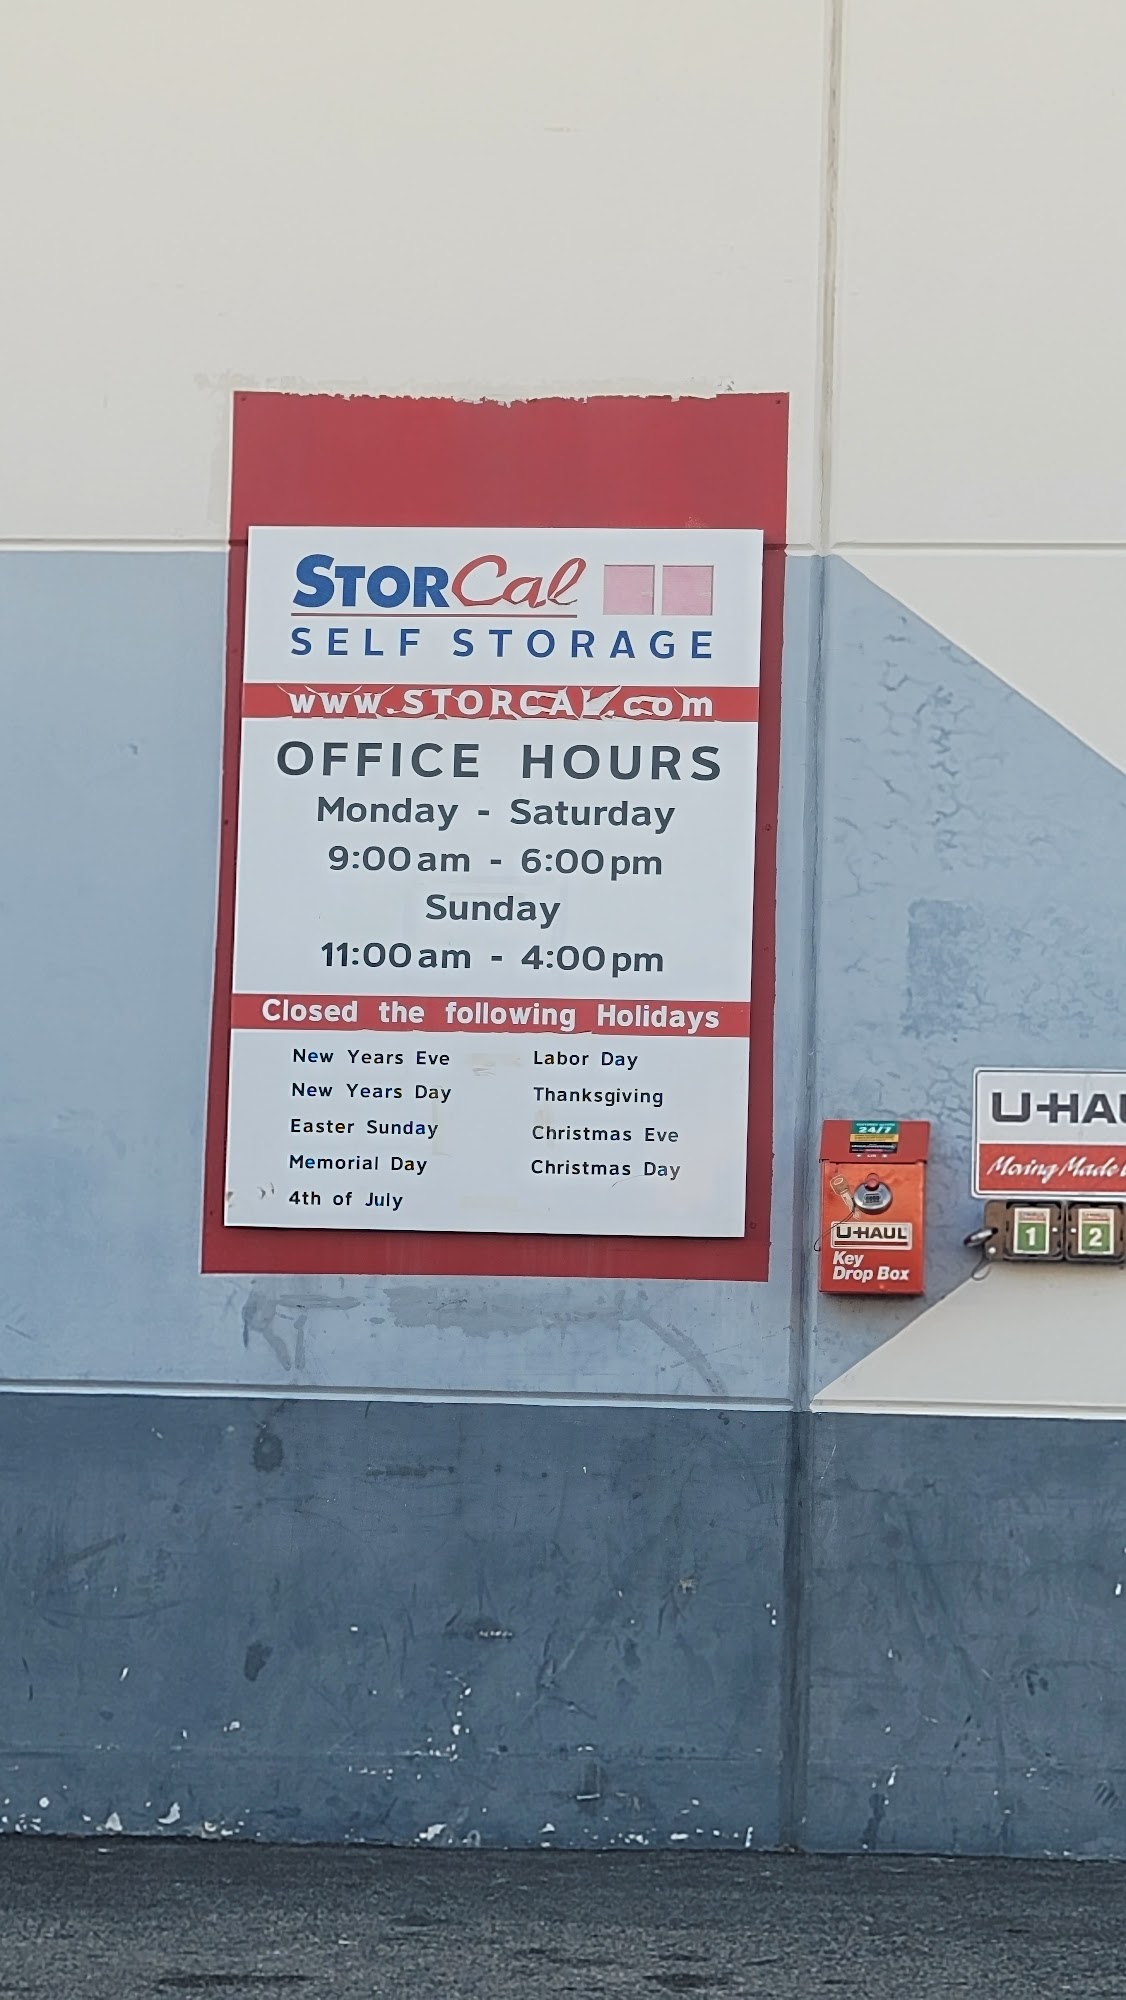 STORCal
SELF STORAGE
www.STORCAL.com
OFFICE HOURS
Monday - Saturday
9:00am - 6:00pm
Sunday
11:00am - 4:00pm
Closed the following Holidays
New Years Eve
New Years Day
Easter Sunday
Memorial Day
4th of July
Labor Day
Thanksgiving
Christmas Eve
Christmas Day
24/7
U-HAUL
Key
Drop Box
U-HAU
Moving Made
1
2